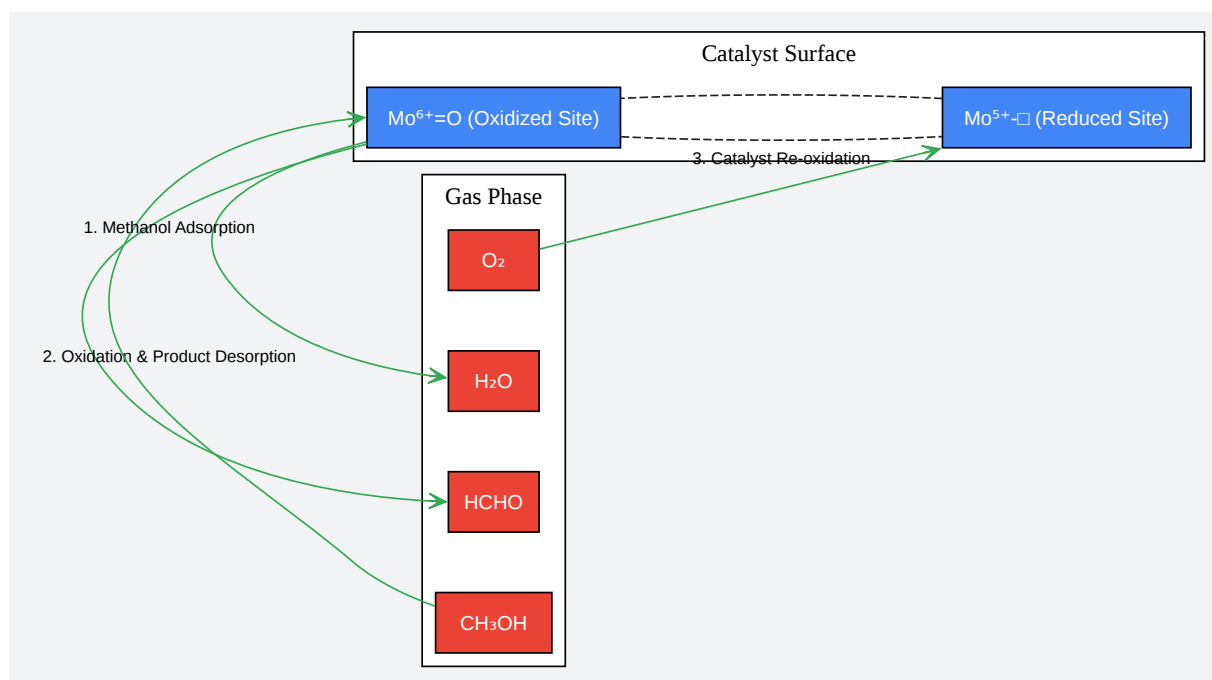 Catalyst Surface
Mo⁶⁺=O (Oxidized Site)
Mo⁵⁺-□ (Reduced Site)
3. Catalyst Re-oxidation
Gas Phase
1. Methanol Adsorption
O₂
2. Oxidation & Product Desorption
H₂O
HCHO
CH₃OH